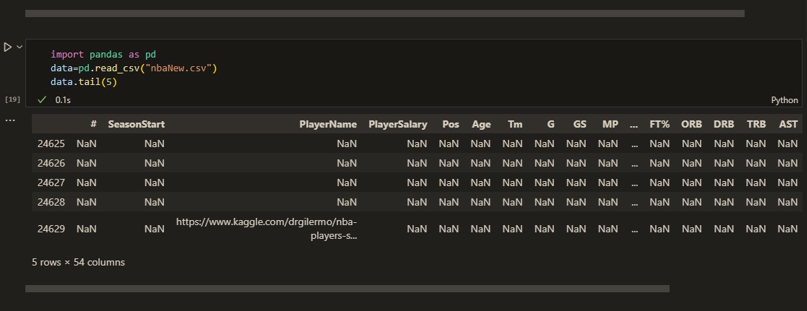 import pandas as pd
data=pd.read_csv("nbaNew.csv")
data.tail(5)
[19] 0.1s Python
... # SeasonStart PlayerName PlayerSalary Pos Age Tm G GS MP ... FT% ORB DRB TRB AST
24625 NaN NaN NaN NaN NaN NaN NaN NaN NaN NaN ... NaN NaN NaN NaN NaN
24626 NaN NaN NaN NaN NaN NaN NaN NaN NaN NaN ... NaN NaN NaN NaN NaN
24627 NaN NaN NaN NaN NaN NaN NaN NaN NaN NaN ... NaN NaN NaN NaN NaN
24628 NaN NaN NaN NaN NaN NaN NaN NaN NaN NaN ... NaN NaN NaN NaN NaN
24629 NaN NaN https://www.kaggle.com/drgilermo/nba- NaN NaN NaN NaN NaN NaN NaN ... NaN NaN NaN NaN NaN
players-s...
5 rows × 54 columns